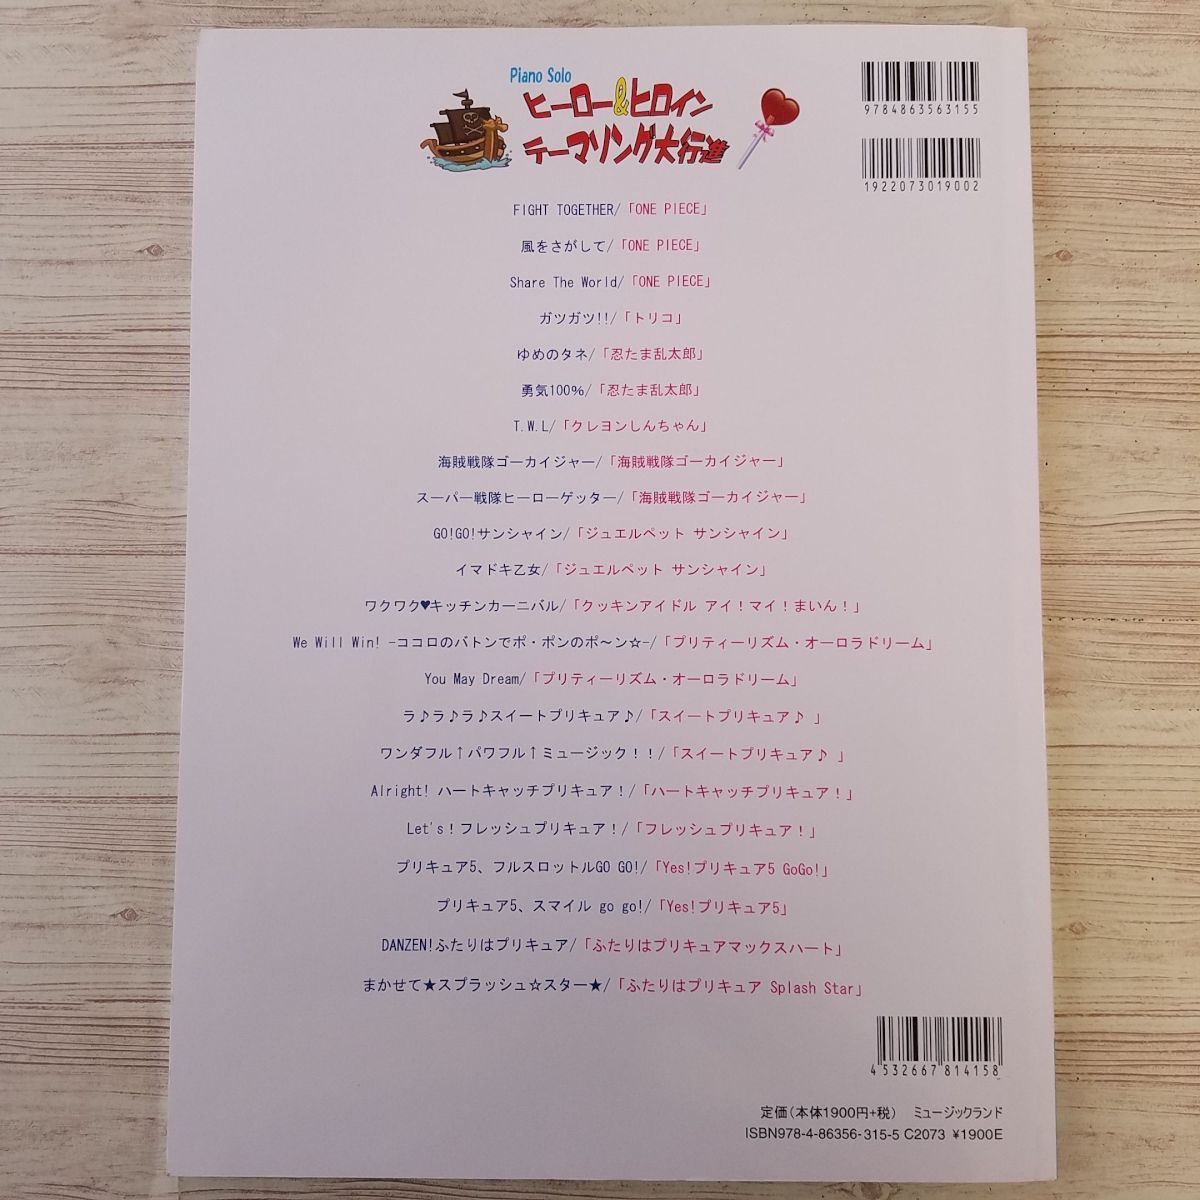 Piano Solo
ヒーロー&ヒロイン
テーマソング大行進
9784863563155
1922073019002
FIGHT TOGETHER/「ONE PIECE」
風をさがして/「ONE PIECE」
Share The World/「ONE PIECE」
ガツガツ!!/「トリコ」
ゆめのタネ/「忍たま乱太郎」
勇気100%/「忍たま乱太郎」
T.W.L/「クレヨンしんちゃん」
海賊戦隊ゴーカイジャー/「海賊戦隊ゴーカイジャー」
スーパー戦隊ヒーローゲッター/「海賊戦隊ゴーカイジャー」
GO!GO!サンシャイン/「ジュエルペット サンシャイン」
イマドキ乙女/「ジュエルペット サンシャイン」
ワクワク♥キッチンカーニバル/「クッキンアイドル アイ！マイ！まいん！」
We Will Win! -ココロのバトンでポ・ポンのポ～ン☆-/「プリティーリズム・オーロラドリーム」
You May Dream/「プリティーリズム・オーロラドリーム」
ラ♪ラ♪ラ♪スイートプリキュア♪/「スイートプリキュア♪ 」
ワンダフル↑パワフル↑ミュージック！！/「スイートプリキュア♪ 」
Alright! ハートキャッチプリキュア！/「ハートキャッチプリキュア！」
Let's！フレッシュプリキュア！/「フレッシュプリキュア！」
プリキュア5、フルスロットルGO GO!/「Yes!プリキュア5 GoGo!」
プリキュア5、スマイル go go!/「Yes!プリキュア5」
DANZEN!ふたりはプリキュア/「ふたりはプリキュアマックスハート」
まかせて★スプラッシュ☆スター★/「ふたりはプリキュア Splash Star」
4 532667 814158
定価（本体1900円+税） ミュージックランド
ISBN978-4-86356-315-5 C2073 ¥1900E